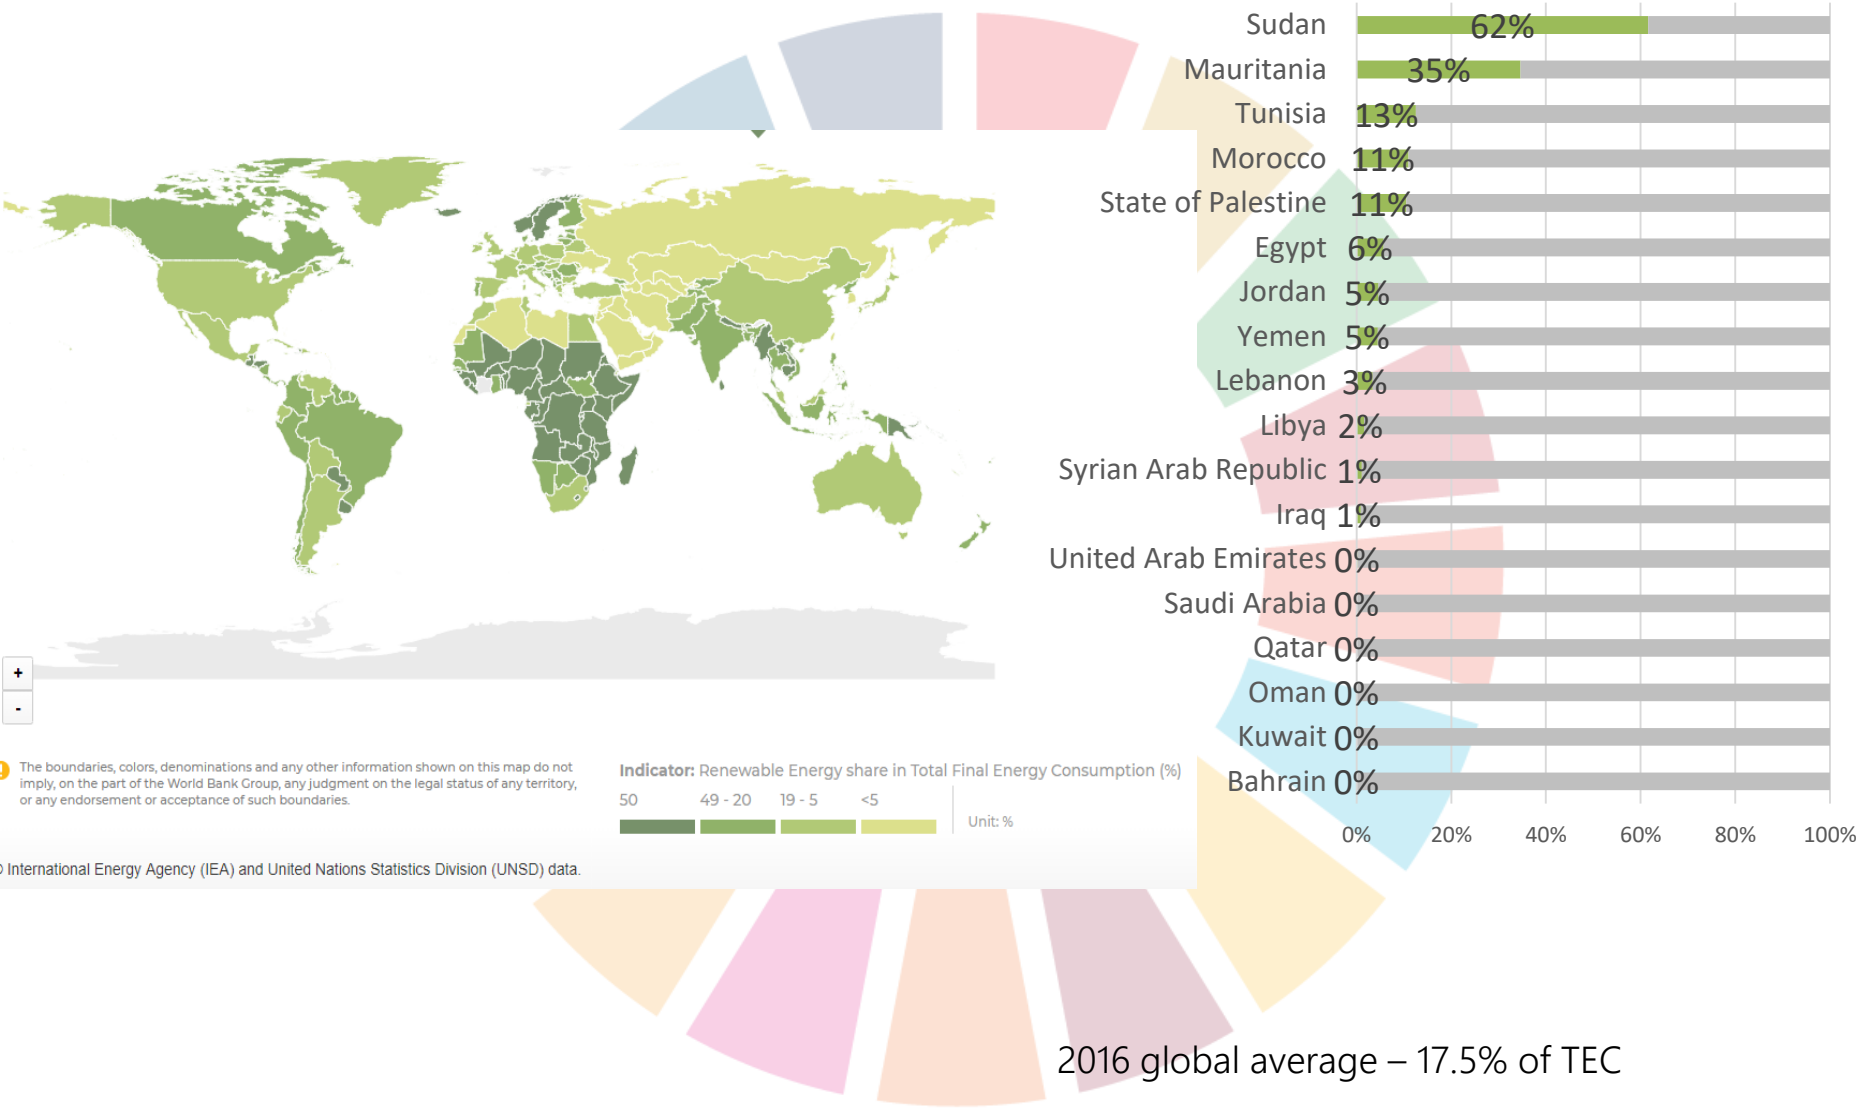 Sudan 62%
Mauritania 35%
Tunisia 13%
Morocco 11%
State of Palestine 11%
Egypt 6%
Jordan 5%
Yemen 5%
Lebanon 3%
Libya 2%
Syrian Arab Republic 1%
Iraq 1%
United Arab Emirates 0%
Saudi Arabia 0%
Qatar 0%
Oman 0%
Kuwait 0%
Bahrain 0%
0% 20% 40% 60% 80% 100%
+
-
The boundaries, colors, denominations and any other information shown on this map do not
imply, on the part of the World Bank Group, any judgment on the legal status of any territory,
or any endorsement or acceptance of such boundaries.
Indicator: Renewable Energy share in Total Final Energy Consumption (%)
50 49 - 20 19 - 5 <5
Unit: %
© International Energy Agency (IEA) and United Nations Statistics Division (UNSD) data.
2016 global average – 17.5% of TEC